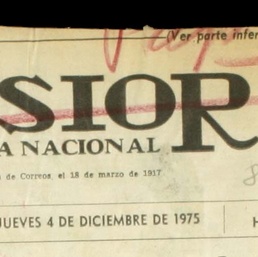 (Ver parte infer
SIOR
A NACIONAL
de Correos, el 18 de marzo de 1917
JUEVES 4 DE DICIEMBRE DE 1975